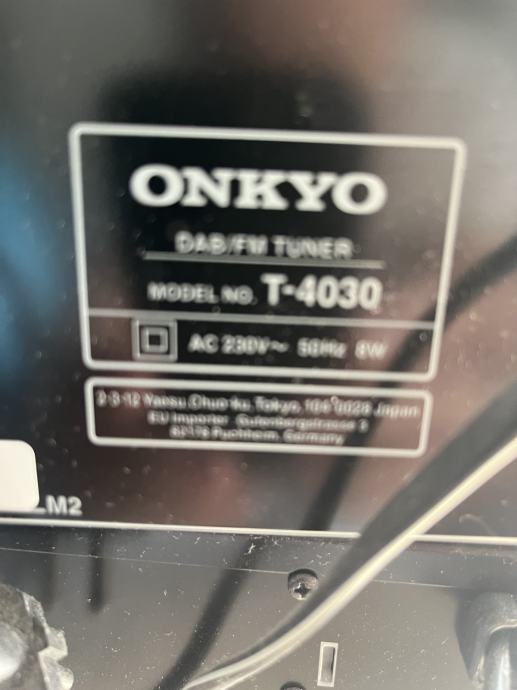 ONKYO
DAB/FM TUNER
MODEL NO. T-4030
AC 230V~ 50Hz 8W
2-3-12 Yaesu, Chuo-ku, Tokyo, 104-0028 Japan
EU Importer, Gutenbergstrasse 3
82178 Puchheim, Germany
LM2